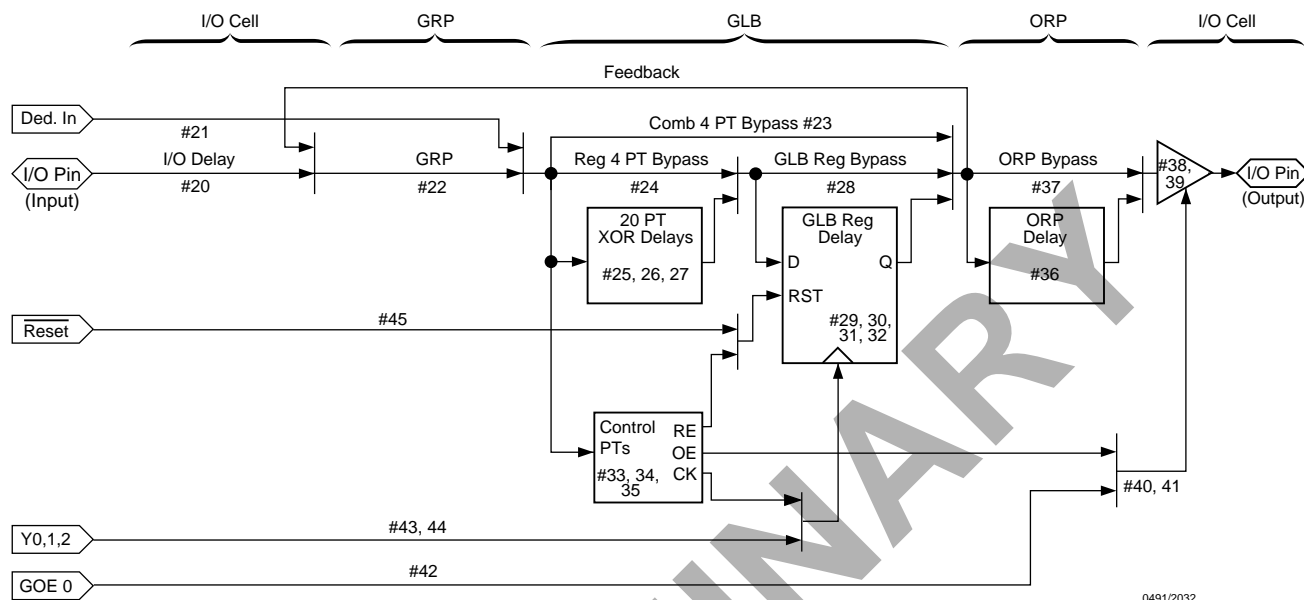 I/O Cell
GRP
GLB
ORP
I/O Cell
Feedback
Ded. In
#21
Comb 4 PT Bypass #23
I/O Pin
(Input)
I/O Delay
#20
GRP
#22
Reg 4 PT Bypass
#24
GLB Reg Bypass
#28
ORP Bypass
#37
#38,
39
I/O Pin
(Output)
20 PT
XOR Delays
#25, 26, 27
GLB Reg
Delay
D
Q
RST
#29, 30,
31, 32
ORP
Delay
#36
Reset
#45
Control
PTs
#33, 34,
35
RE
OE
CK
#40, 41
Y0,1,2
#43, 44
GOE 0
#42
0491/2032
INARY